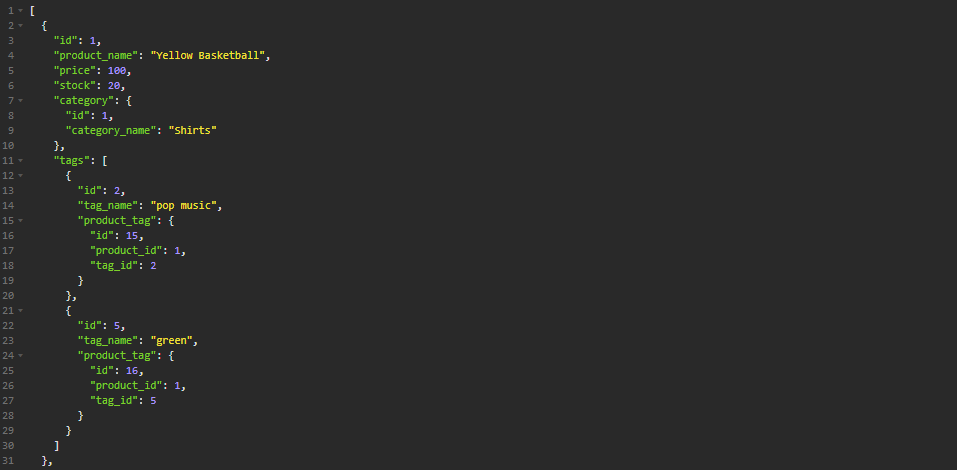 1 [
2 {
3 "id": 1,
4 "product_name": "Yellow Basketball",
5 "price": 100,
6 "stock": 20,
7 "category": {
8 "id": 1,
9 "category_name": "Shirts"
10 },
11 "tags": [
12 {
13 "id": 2,
14 "tag_name": "pop music",
15 "product_tag": {
16 "id": 15,
17 "product_id": 1,
18 "tag_id": 2
19 }
20 },
21 {
22 "id": 5,
23 "tag_name": "green",
24 "product_tag": {
25 "id": 16,
26 "product_id": 1,
27 "tag_id": 5
28 }
29 }
30 ]
31 },